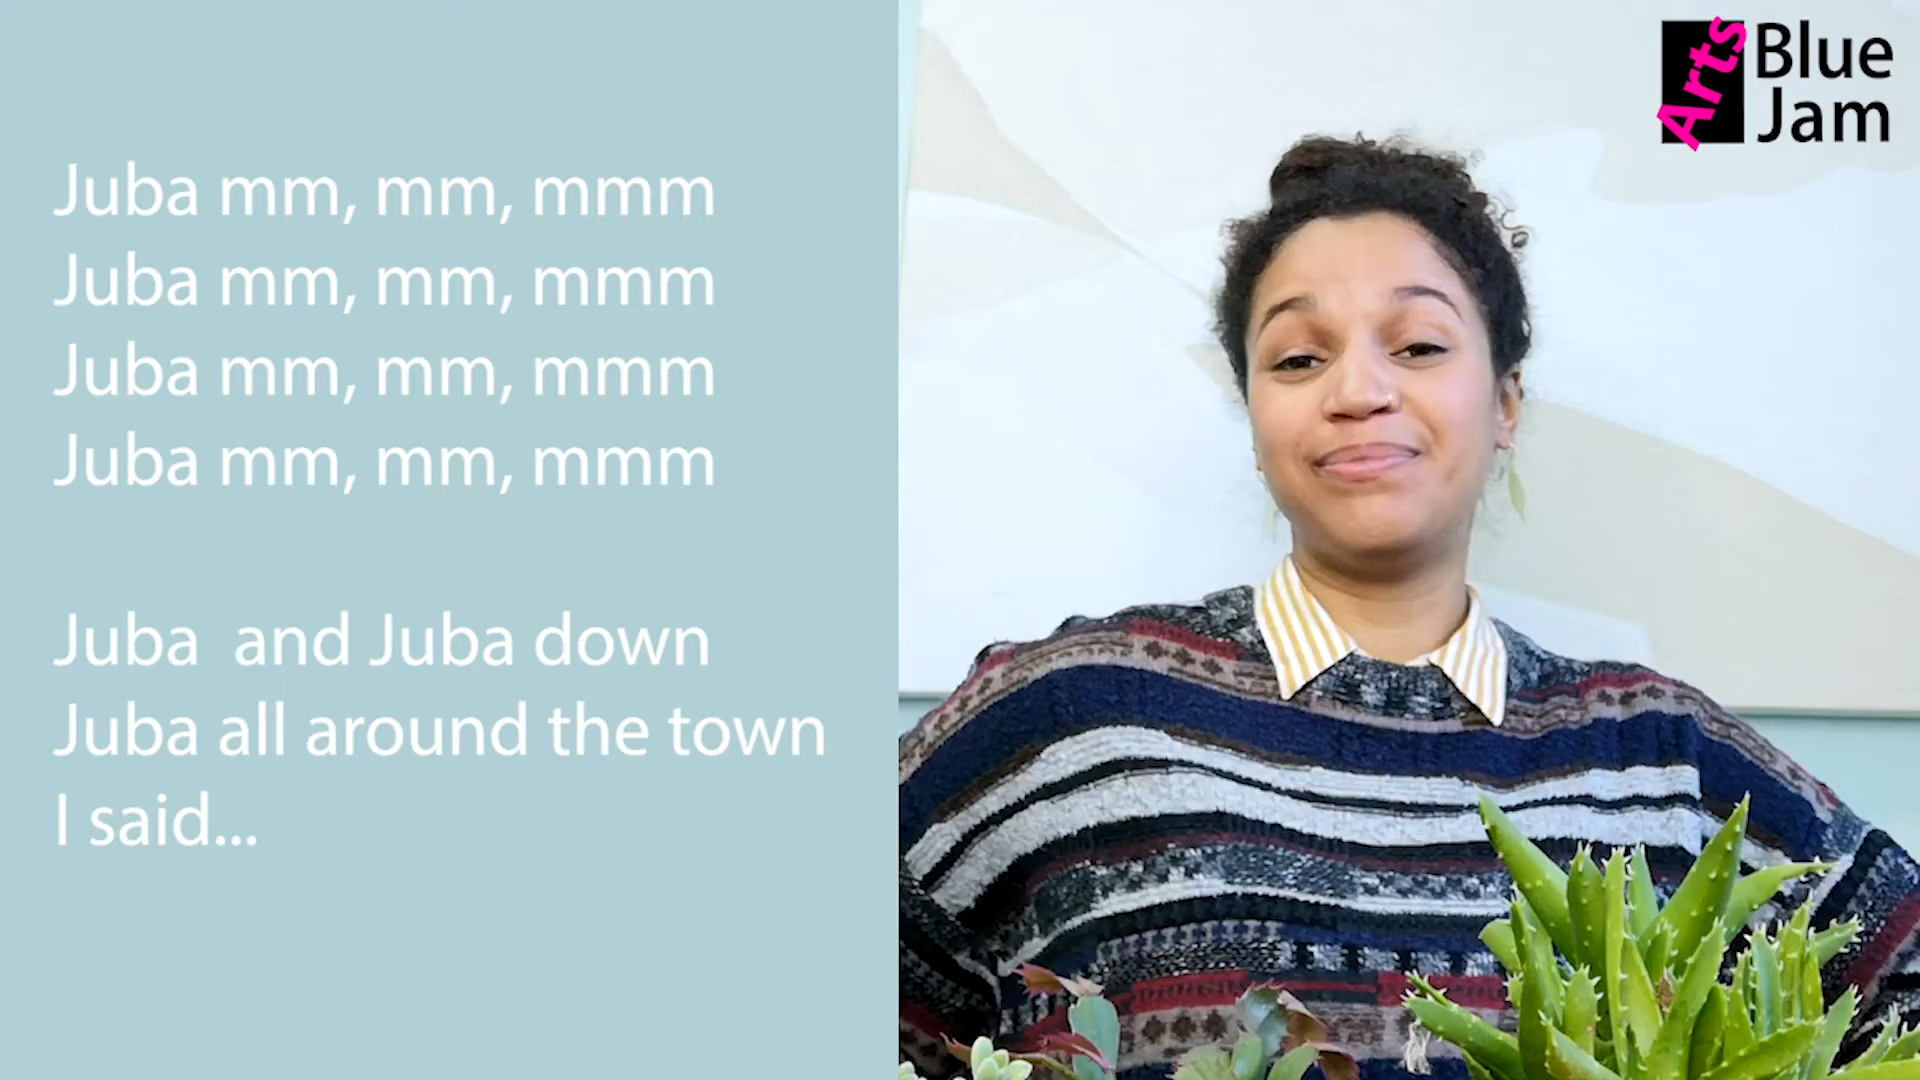 Juba mm, mm, mmm
Juba mm, mm, mmm
Juba mm, mm, mmm
Juba mm, mm, mmm
Juba  and Juba down
Juba all around the town
I said...
Arts
Blue
Jam